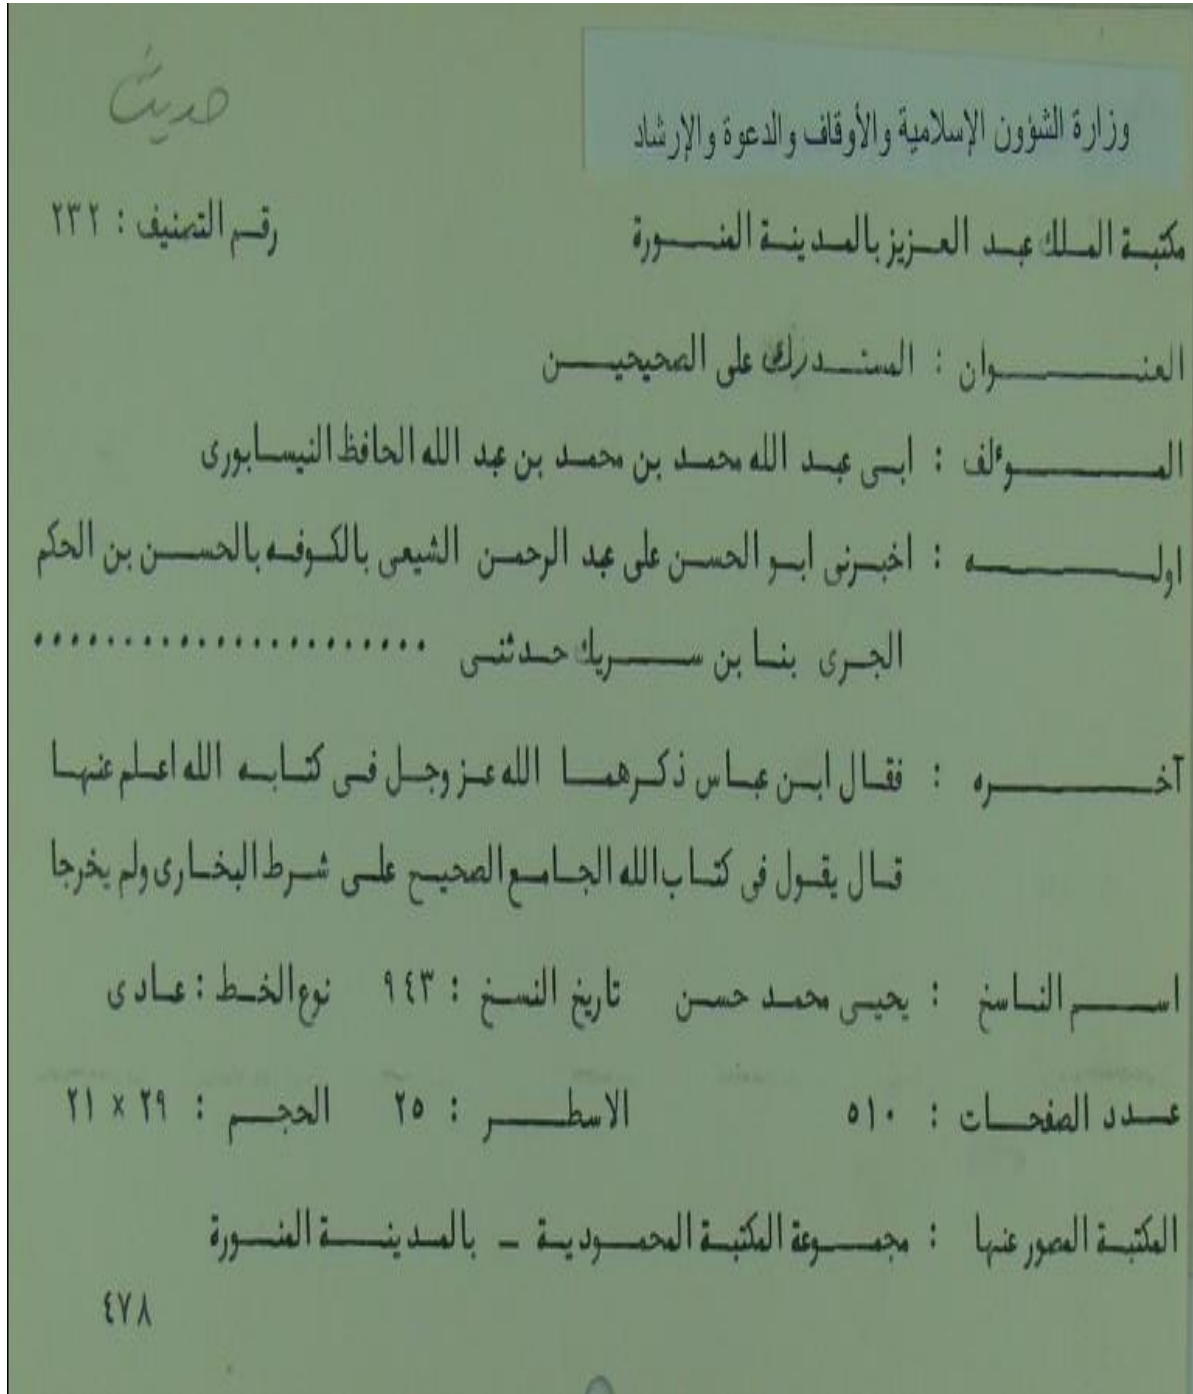 حديث
وزارة الشؤون الإسلامية والأوقاف والدعوة والإرشاد
مكتبة الملك عبد العزيز بالمدينة المنورة رقم التصنيف : ٢٣٢
العنوان : المستدرك على الصحيحين
المؤلف : ابى عبد الله محمد بن محمد بن عبد الله الحافظ النيسابورى
اوله : اخبرنى ابو الحسن على عبد الرحمن الشيعى بالكوفه بالحسن بن الحكم
الجرى بنا بن سريك حدثنى ......................
آخره : فقال ابن عباس ذكرهما الله عز وجل فى كتابه الله اعلم عنها
قال يقول فى كتاب الله الجامع الصحيح على شرط البخارى ولم يخرجا
اسم الناسخ : يحيى محمد حسن تاريخ النسخ : ٩٤٣ نوع الخط : عادى
عدد الصفحات : ٥١٠ الاسطر : ٢٥ الحجم : ٢٩ × ٢١
المكتبة المصور عنها : مجموعة المكتبة المحمودية - بالمدينة المنورة
٤٧٨